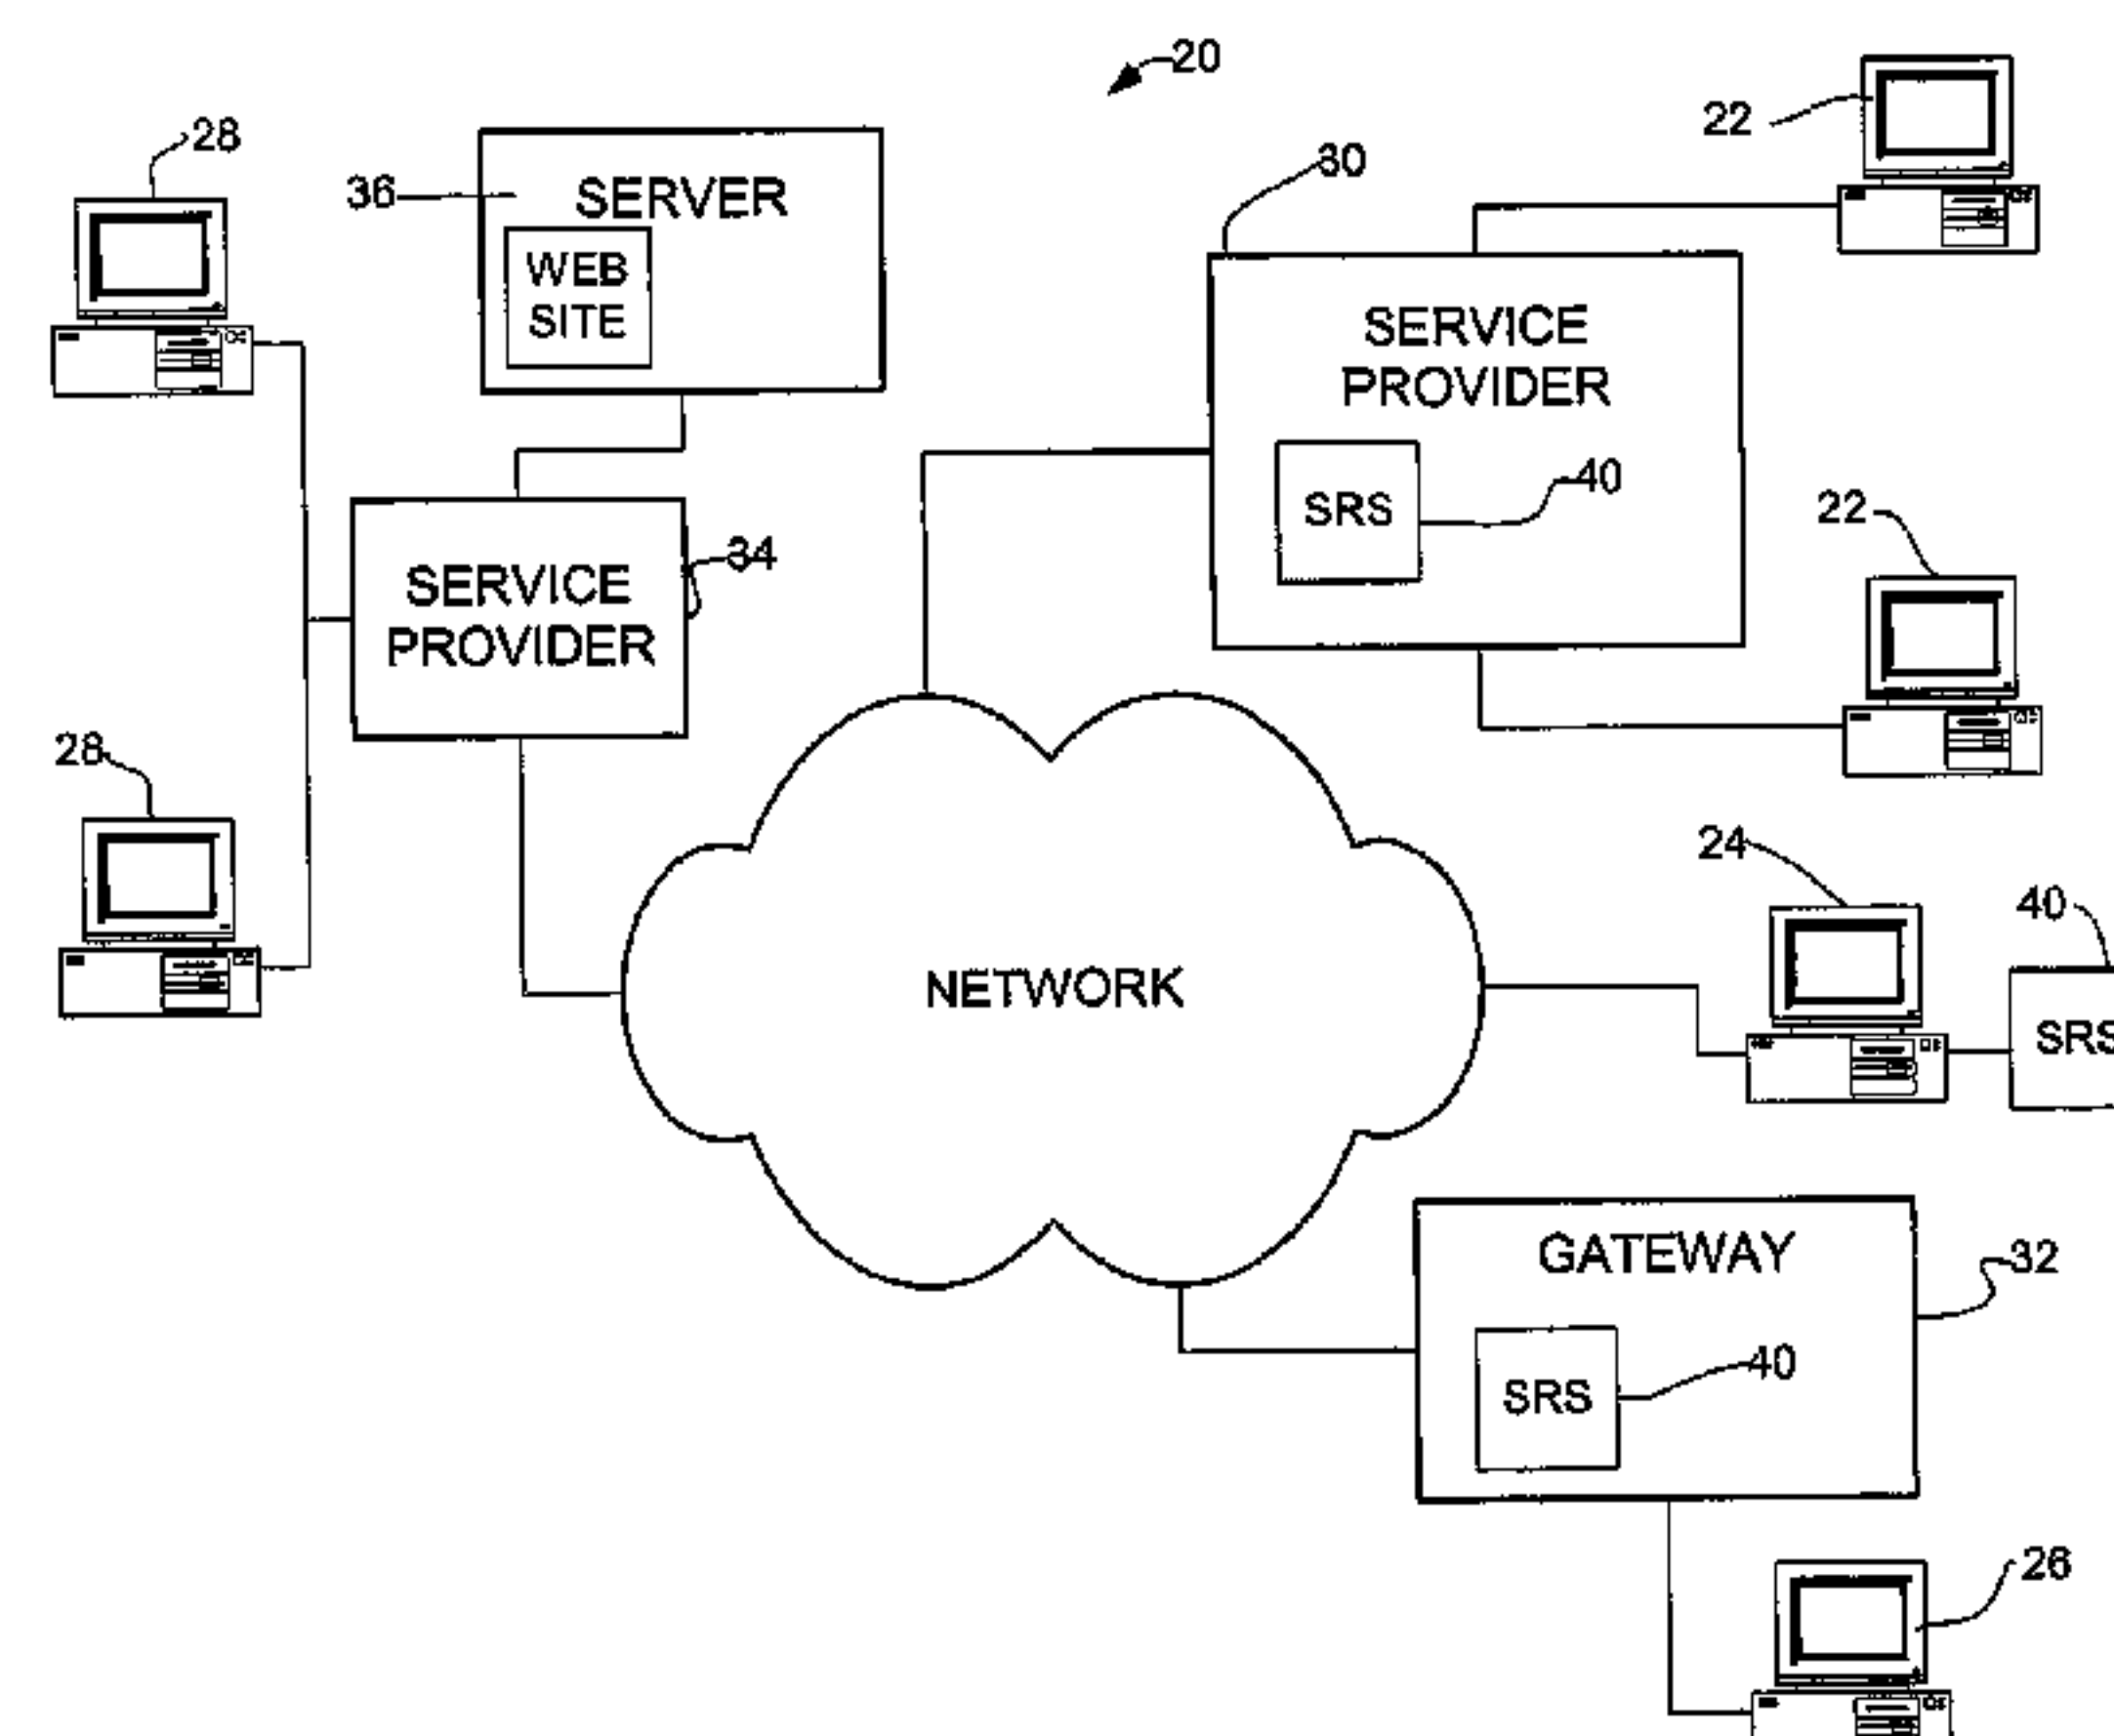 20
28
22
36
SERVER
30
WEB
SITE
SERVICE
PROVIDER
SRS
40
22
34
SERVICE
PROVIDER
28
24
40
NETWORK
SRS
GATEWAY
32
SRS
40
26